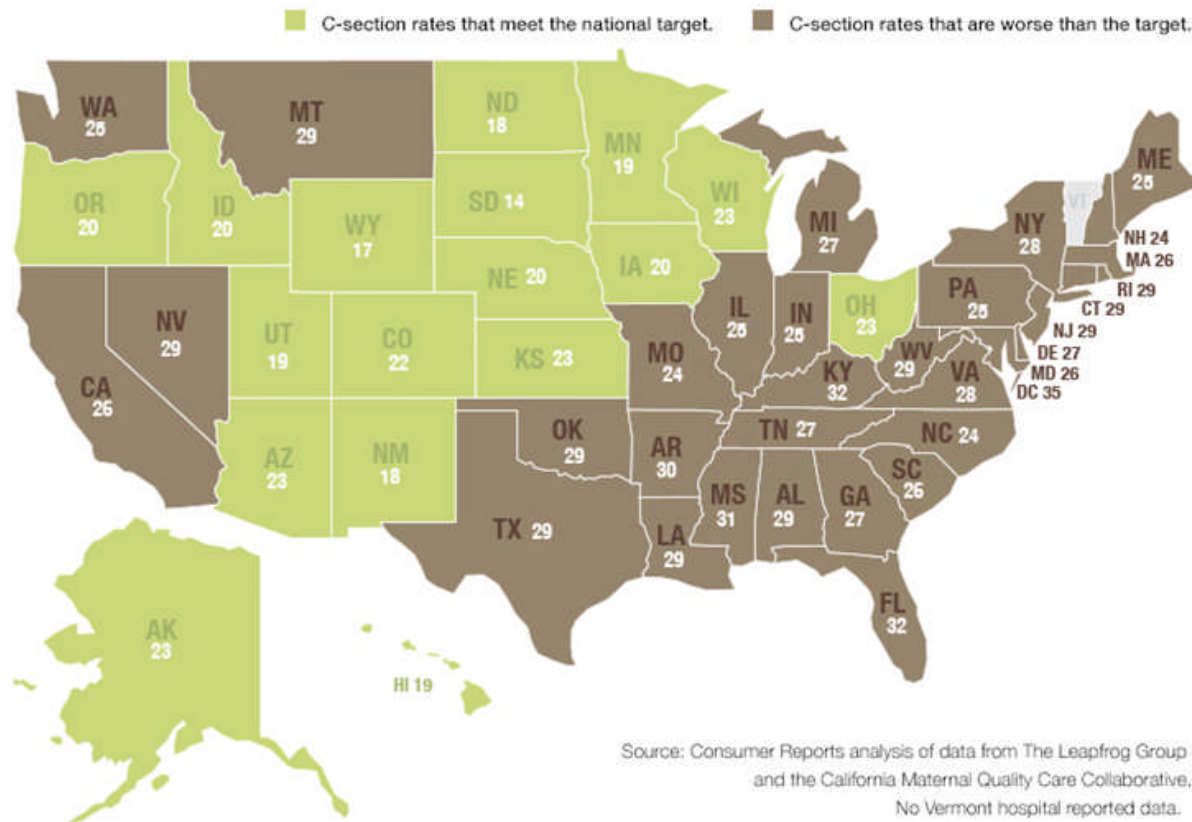 C-section rates that meet the national target.
C-section rates that are worse than the target.
WA
25
MT
29
ND
18
MN
19
OR
20
ID
20
WY
17
SD 14
WI
23
MI
27
NY
28
VT
ME
25
NH 24
MA 26
RI 29
CT 29
NJ 29
DE 27
MD 26
DC 35
NV
29
CA
26
UT
19
CO
22
NE 20
IA 20
KS 23
MO
24
IL
25
IN
25
OH
23
PA
25
WV
29
VA
28
KY
32
AZ
23
NM
18
OK
29
AR
30
TN 27
NC 24
SC
26
TX 29
LA
29
MS
31
AL
29
GA
27
FL
32
AK
23
HI 19
Source: Consumer Reports analysis of data from The Leapfrog Group
and the California Maternal Quality Care Collaborative.
No Vermont hospital reported data.